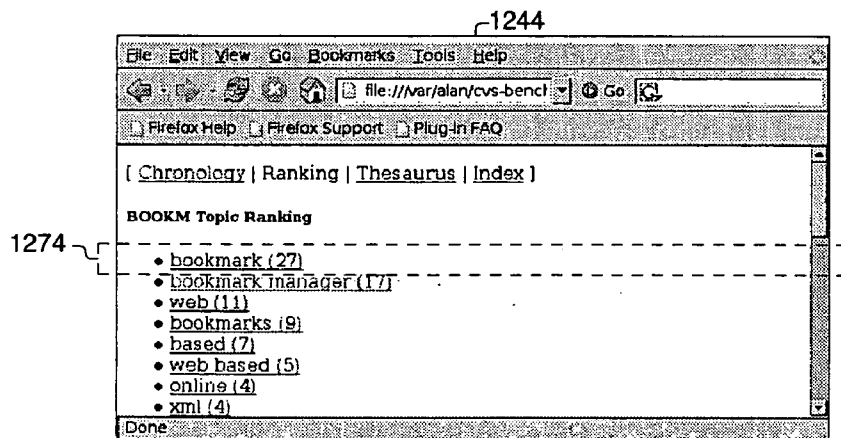 1244
File Edit View Go Bookmarks Tools Help
file:///var/alan/cvs-bencl Go
Firefox Help Firefox Support Plug-in FAQ
[ Chronology | Ranking | Thesaurus | Index ]
BOOKM Topic Ranking
1274
• bookmark (27)
• bookmark manager (17)
• web (11)
• bookmarks (9)
• based (7)
• web based (5)
• online (4)
• xml (4)
Done